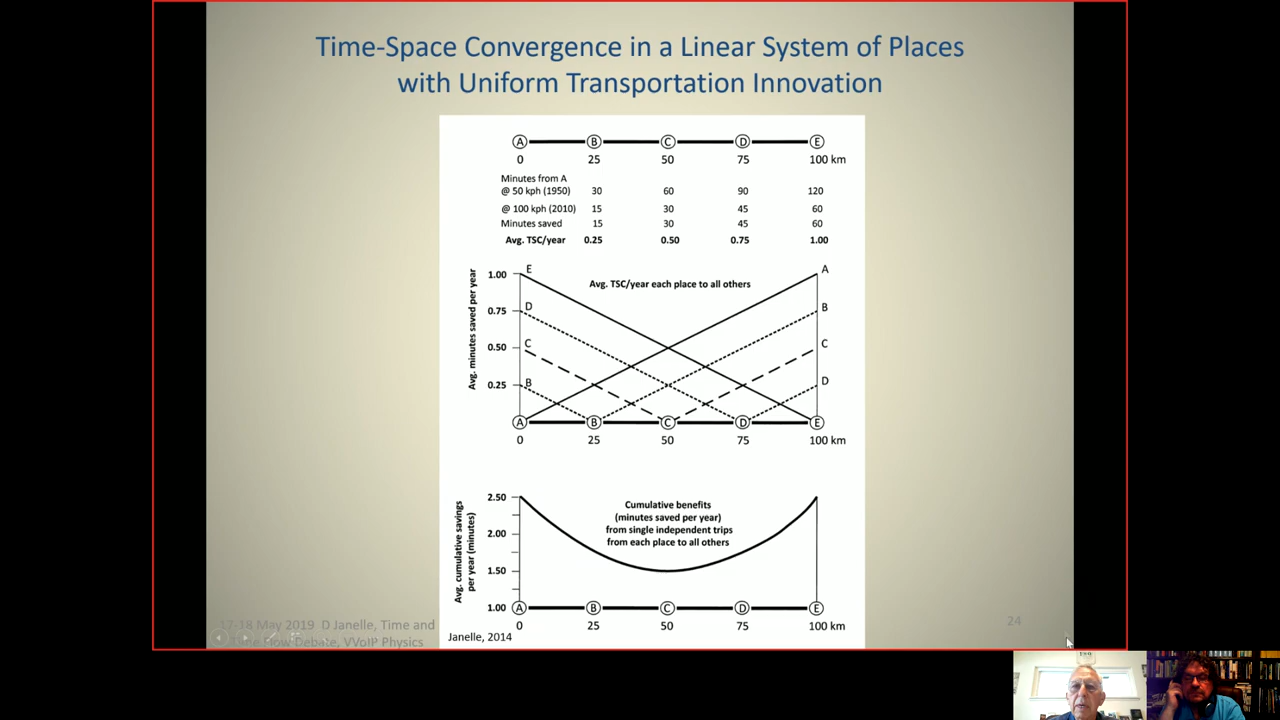 Time-Space Convergence in a Linear System of Places
with Uniform Transportation Innovation
A B C D E
0 25 50 75 100 km
Minutes from A
@ 50 kph (1950) 30 60 90 120
@ 100 kph (2010) 15 30 45 60
Minutes saved 15 30 45 60
Avg. TSC/year 0.25 0.50 0.75 1.00
Avg. minutes saved per year
Avg. TSC/year each place to all others
1.00 E A
0.75 D B
0.50 C C
0.25 B D
A B C D E
0 25 50 75 100 km
Avg. cumulative savings
per year (minutes)
2.50
2.00
1.50
1.00
Cumulative benefits
(minutes saved per year)
from single independent trips
from each place to all others
A B C D E
0 25 50 75 100 km
Janelle, 2014
17-18 May 2019 D Janelle, Time and
Time Flow Debate, VVoIP Physics
24